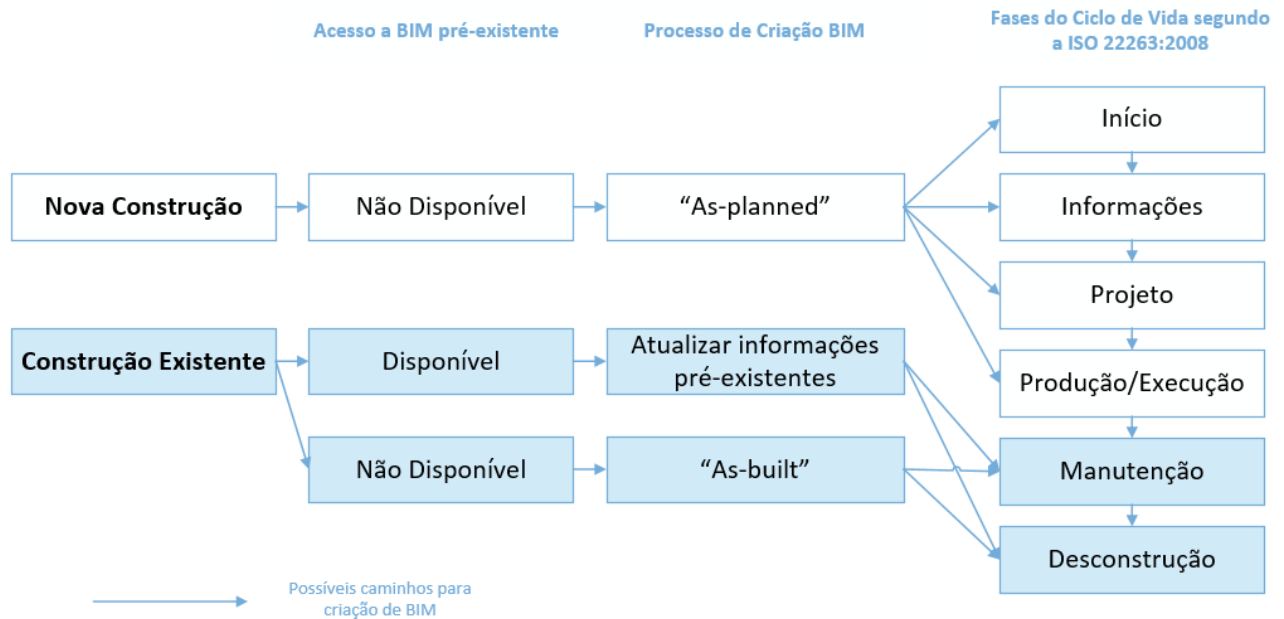 Acesso a BIM pré-existente
Processo de Criação BIM
Fases do Ciclo de Vida segundo
a ISO 22263:2008
Início
Nova Construção
Não Disponível
“As-planned”
Informações
Projeto
Construção Existente
Disponível
Atualizar informações
pré-existentes
Produção/Execução
Não Disponível
“As-built”
Manutenção
Desconstrução
Possíveis caminhos para
criação de BIM